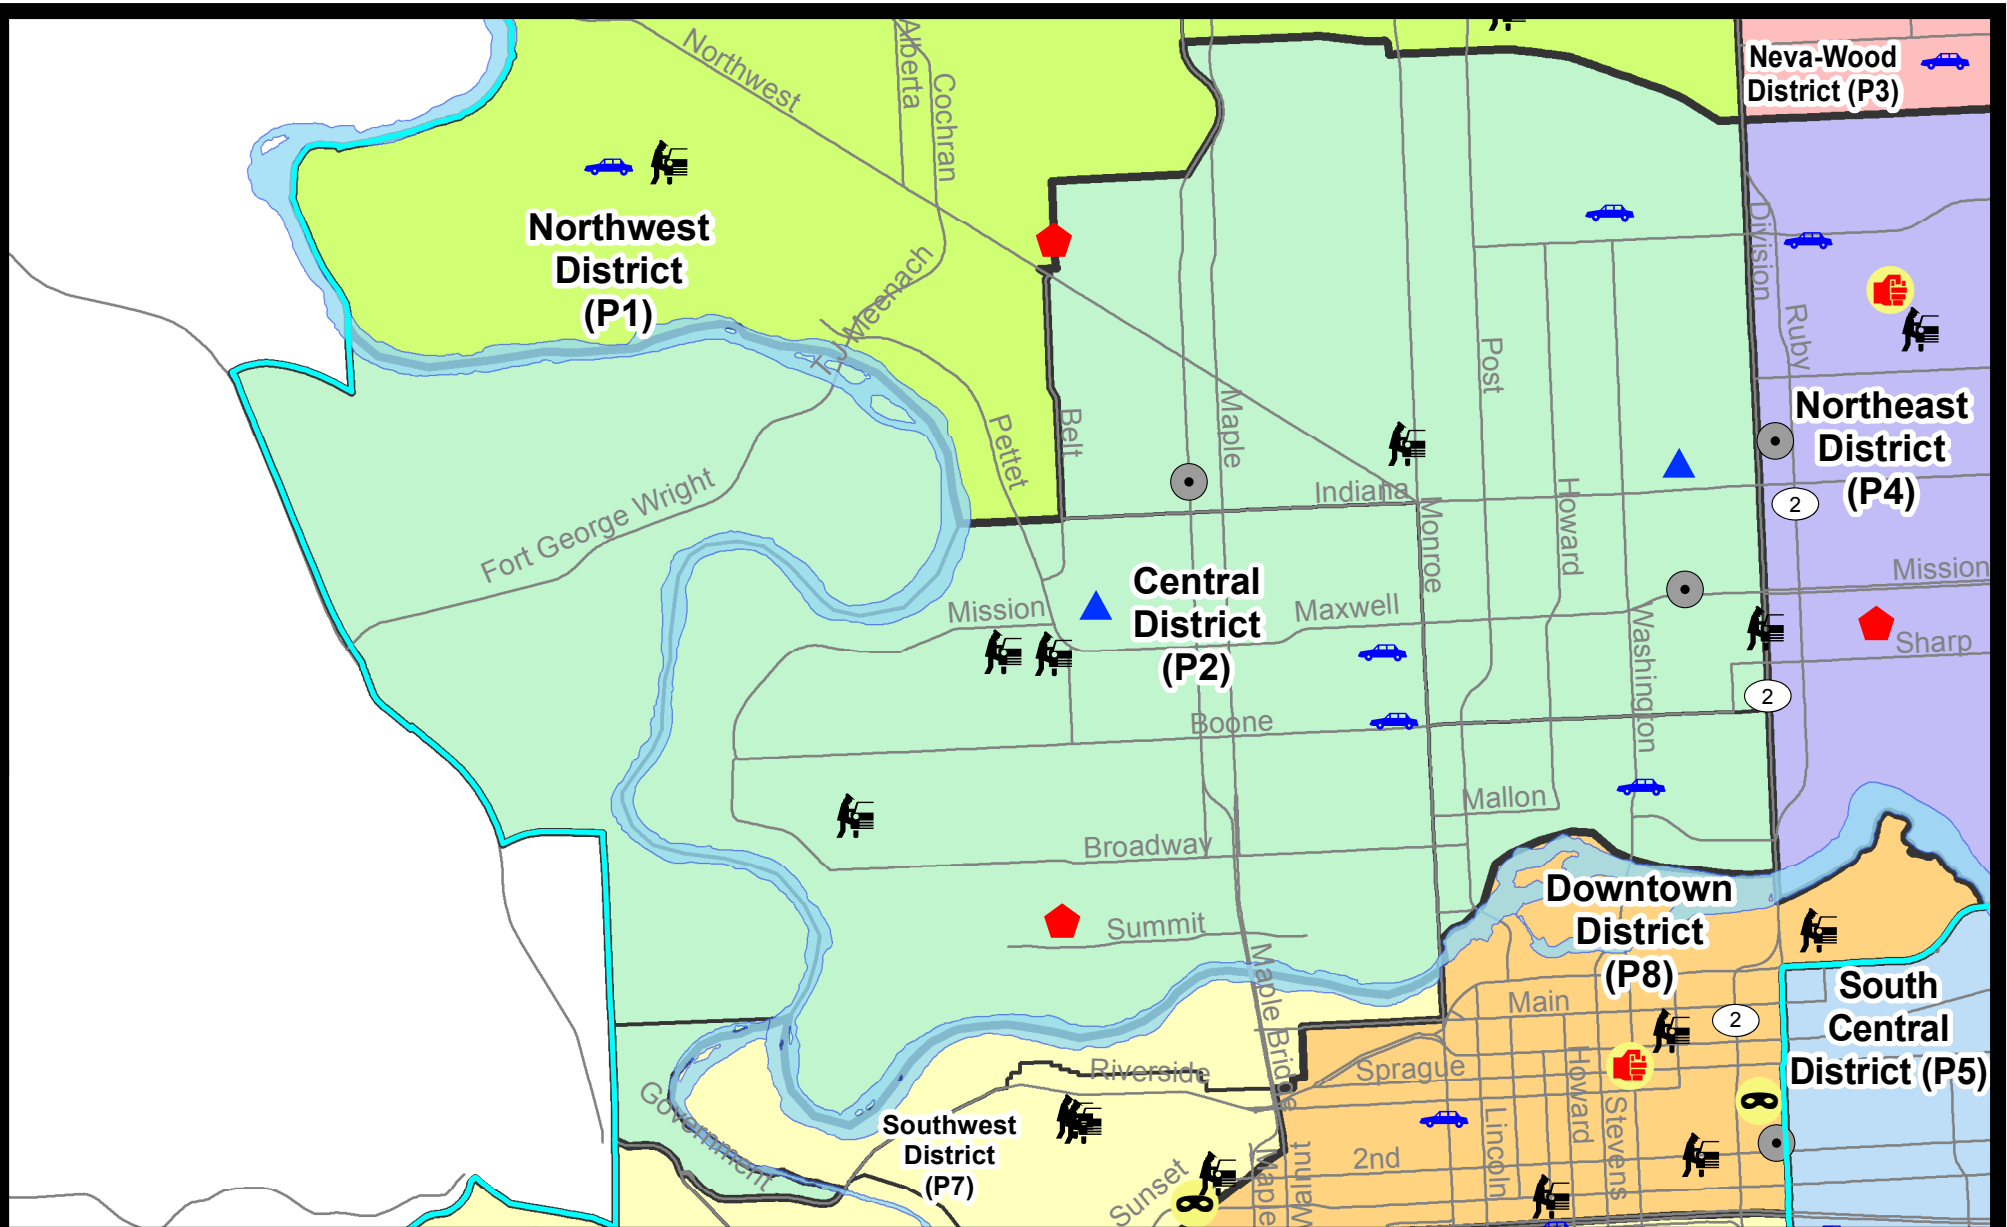 Northwest
Alberta
Cochran
Neva-Wood
District (P3)
Northwest
District
(P1)
T J Meenach
Division
Ruby
Post
Pettet
Belt
Maple
Northeast
District
(P4)
Fort George Wright
Indiana
Monroe
Howard
2
Mission
Central
District
(P2)
Mission
Maxwell
Washington
Sharp
2
Boone
Mallon
Broadway
Summit
Downtown
District
(P8)
Maple Bridge
Main
2
South
Central
District (P5)
Riverside
Sprague
Howard
Government
Southwest
District
(P7)
Lincoln
Stevens
2nd
Sunset
Maple
Walnut